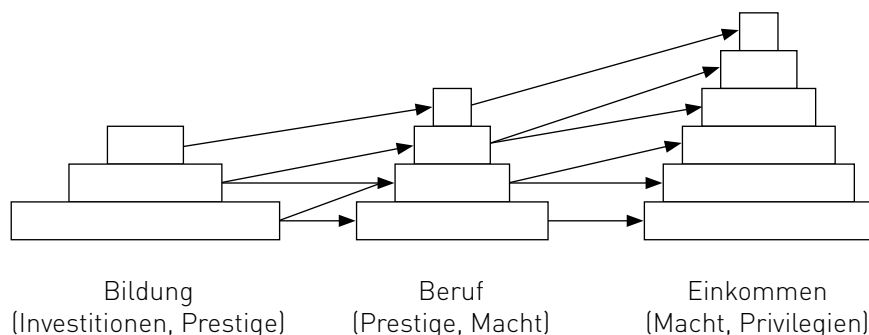 Bildung
(Investitionen, Prestige)
Beruf
(Prestige, Macht)
Einkommen
(Macht, Privilegien)